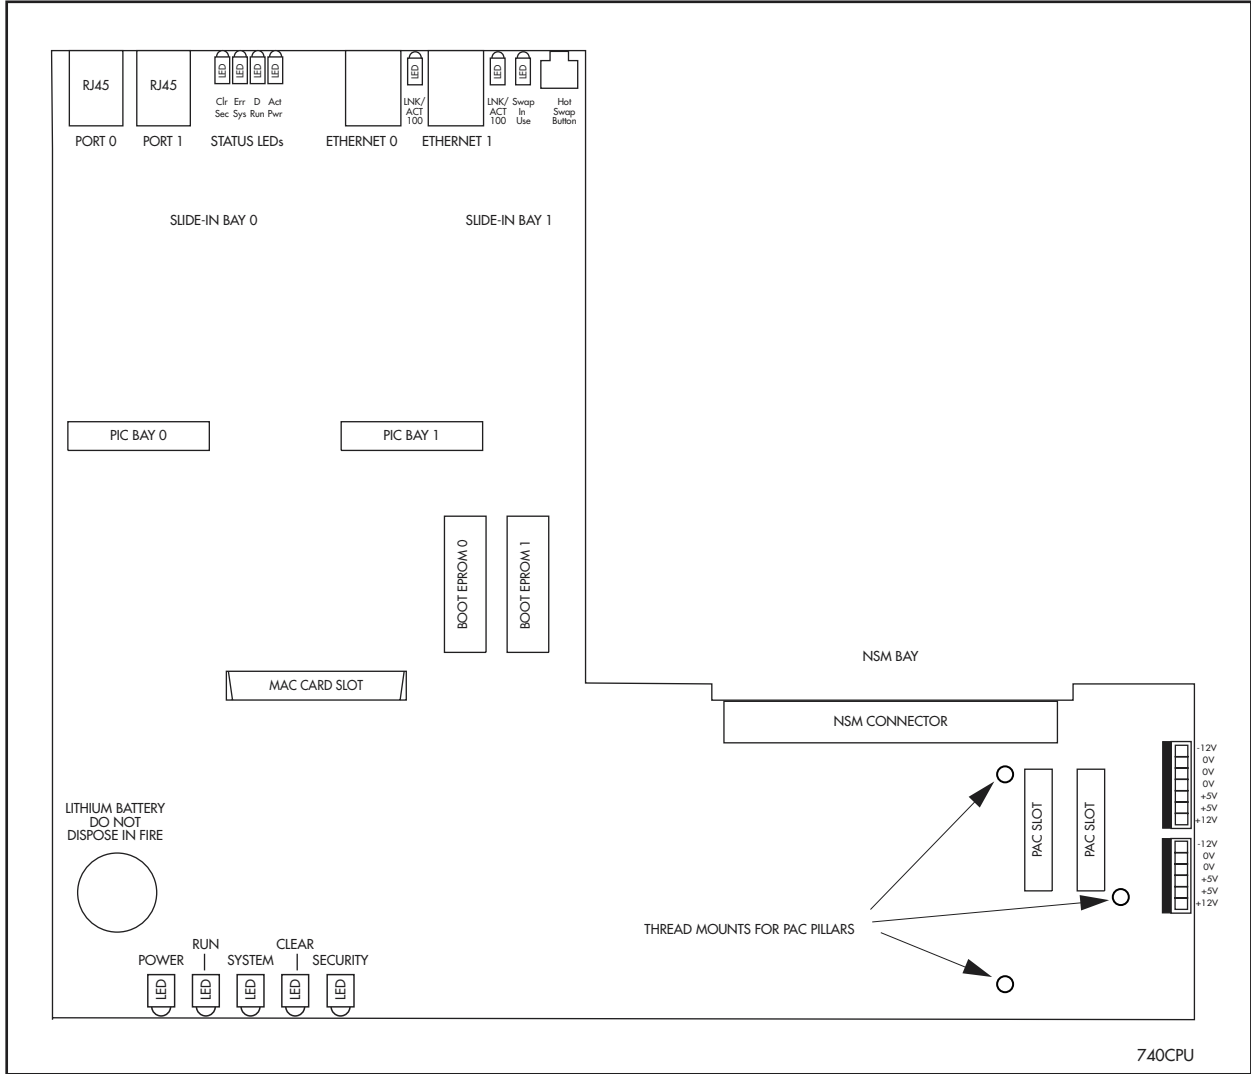 RJ45
RJ45
LED
LED
LED
LED
LED
LED
LED
Clr Err D Act
Sec Sys Run Pwr
LNK/
ACT
100
LNK/
ACT
100
Swap
In
Use
Hot
Swap
Button
PORT 0
PORT 1
STATUS LEDs
ETHERNET 0
ETHERNET 1
SLIDE-IN BAY 0
SLIDE-IN BAY 1
PIC BAY 0
PIC BAY 1
BOOT EPROM 0
BOOT EPROM 1
NSM BAY
MAC CARD SLOT
NSM CONNECTOR
-12V
0V
0V
0V
+5V
+5V
+12V
PAC SLOT
PAC SLOT
-12V
0V
0V
+5V
+5V
+12V
LITHIUM BATTERY
DO NOT
DISPOSE IN FIRE
THREAD MOUNTS FOR PAC PILLARS
POWER
RUN
SYSTEM
CLEAR
SECURITY
LED
LED
LED
LED
LED
740CPU